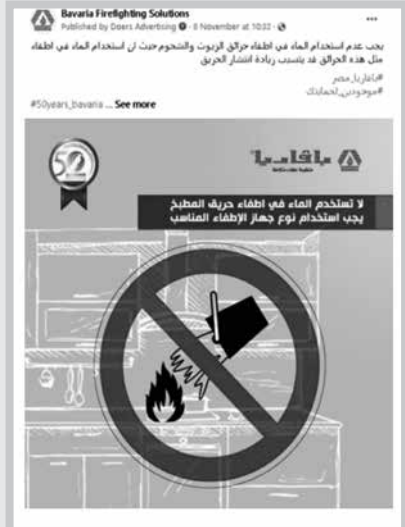 Bavaria Firefighting Solutions
Published by Doers Advertising · 8 November at 10:22 ·
يجب عدم استخدام الماء في اطفاء حرائق الزيوت والشحوم حيث ان استخدام الماء في اطفاء
مثل هذه الحرائق قد يتسبب زيادة انتشار الحريق
#بافاريا_مصر
#موجودين_لحمايتك
#50years_bavaria ... See more
50
بافاريا
لا تستخدم الماء في اطفاء حريق المطبخ
يجب استخدام نوع جهاز الإطفاء المناسب